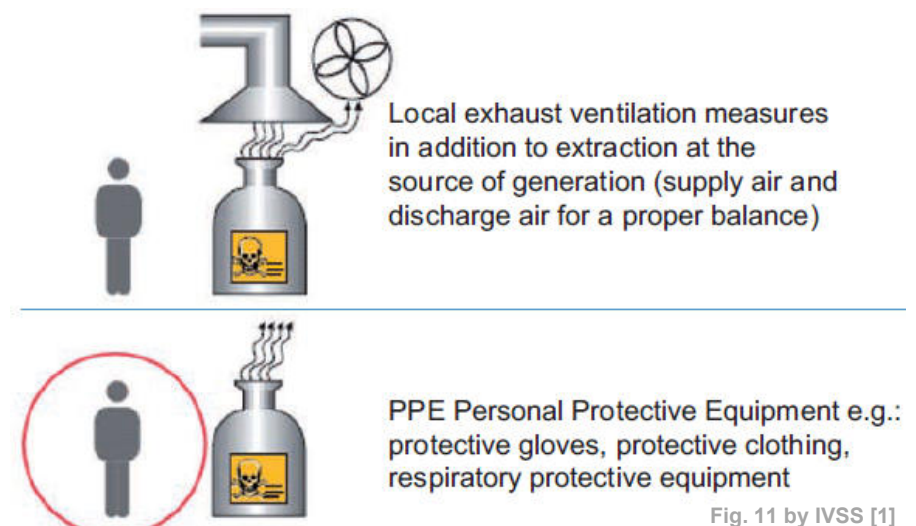 Local exhaust ventilation measures
in addition to extraction at the
source of generation (supply air and
discharge air for a proper balance)
PPE Personal Protective Equipment e.g.:
protective gloves, protective clothing,
respiratory protective equipment
Fig. 11 by IVSS [1]